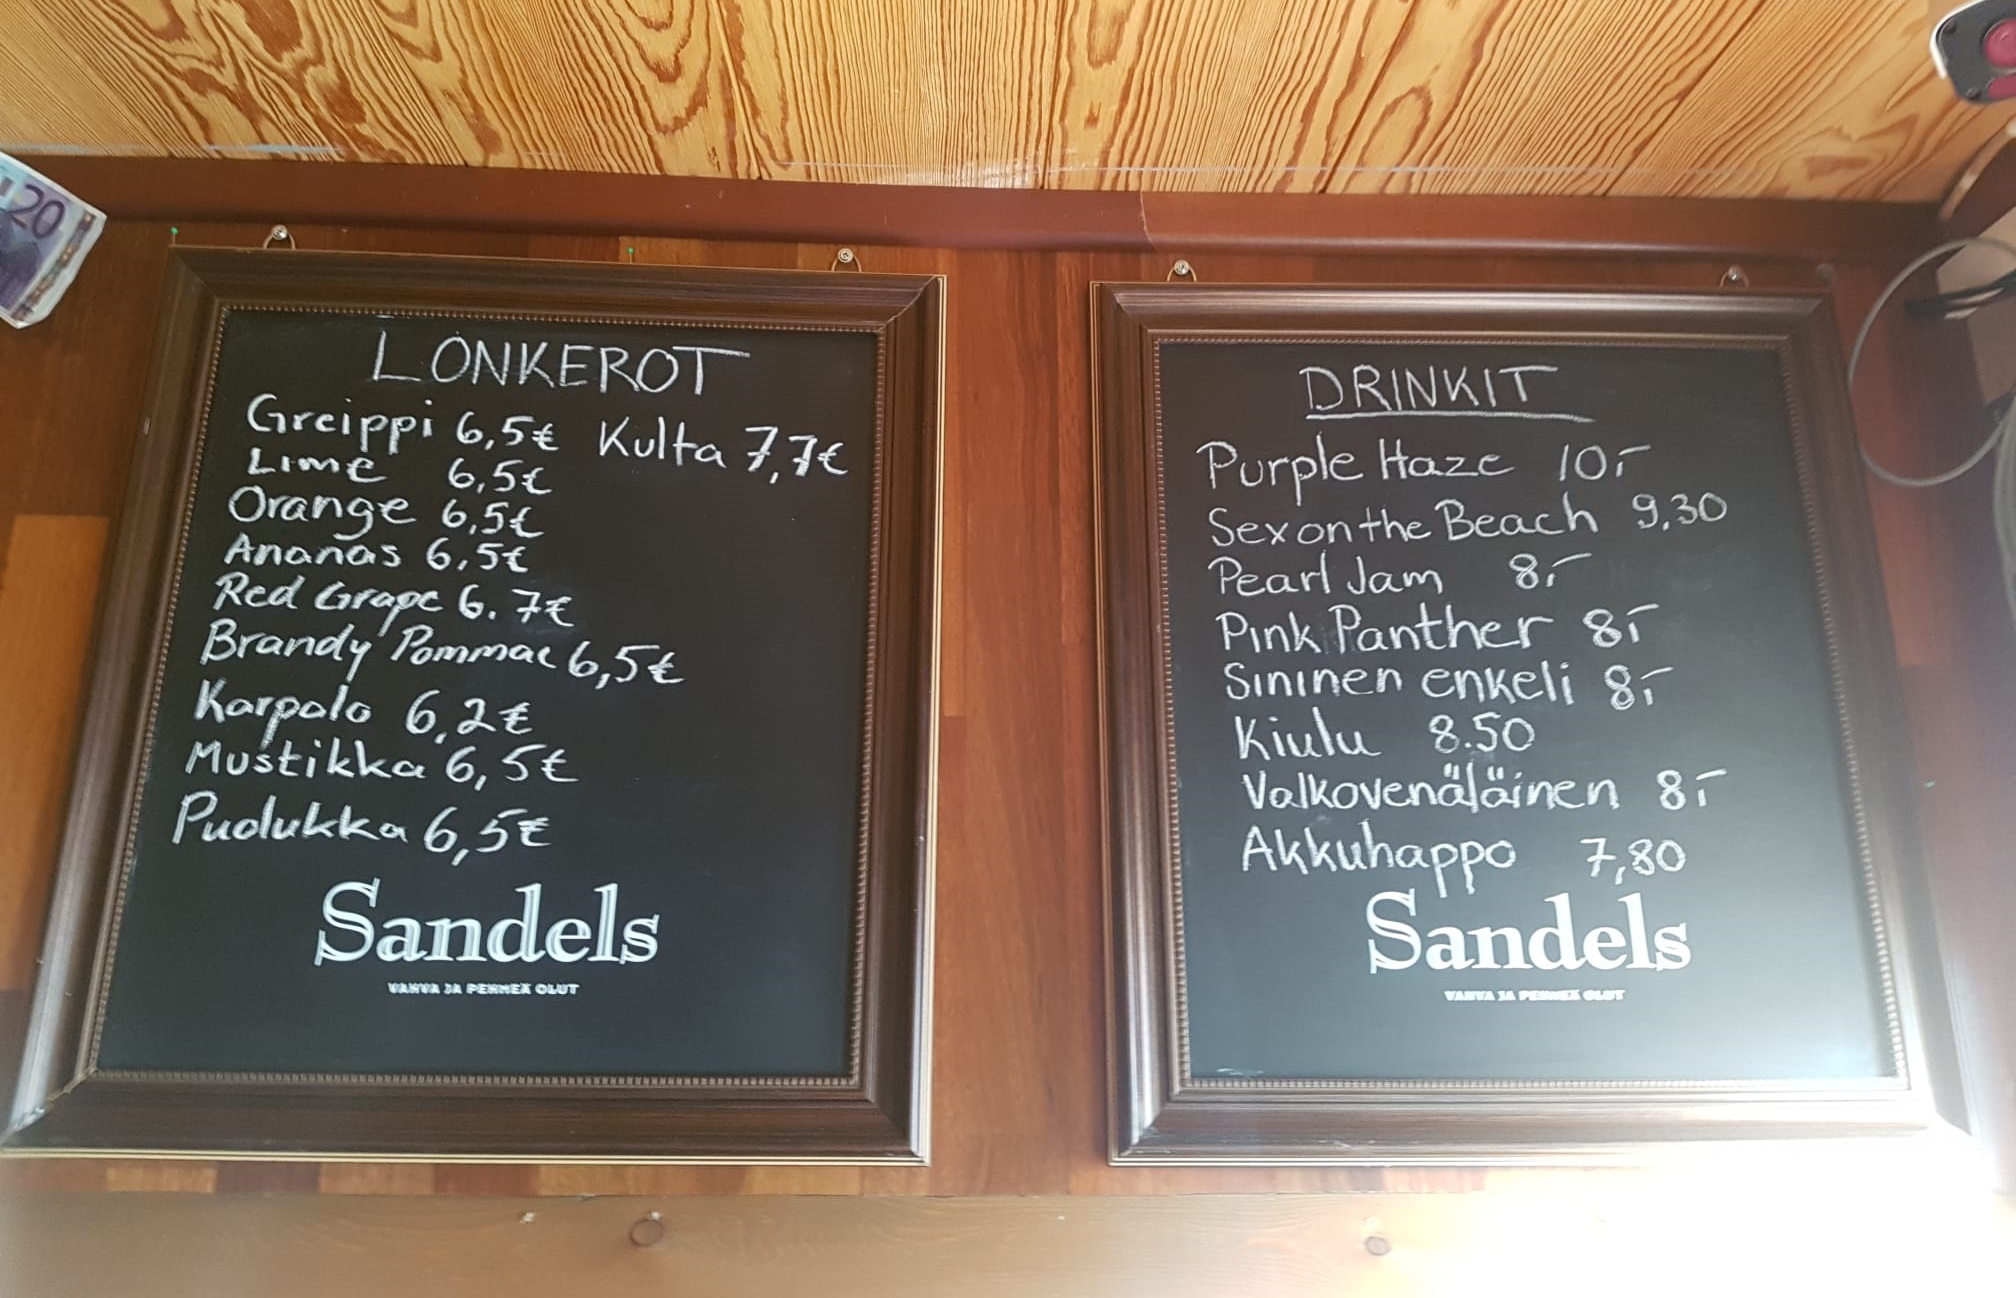 20
LONKEROT
Greippi 6,5€ Kulta 7,7€
Lime 6,5€
Orange 6,5€
Ananas 6,5€
Red Grape 6.7€
Brandy Pommac 6,5€
Karpalo 6,2€
Mustikka 6,5€
Puolukka 6,5€
Sandels
VAHVA JA PEHMEÄ OLUT
DRINKIT
Purple Haze 10,-
Sex on the Beach 9,30
Pearl Jam 8,-
Pink Panther 8,-
Sininen enkeli 8,-
Kiulu 8.50
Valkovenäläinen 8,-
Akkuhappo 7,80
Sandels
VAHVA JA PEHMEÄ OLUT